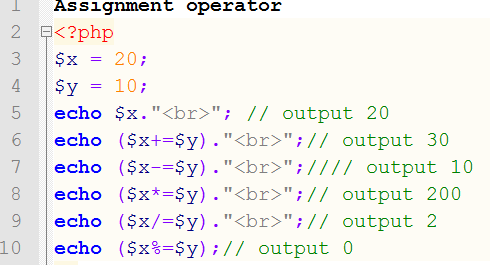 1 Assignment operator
2 <?php
3 $x = 20;
4 $y = 10;
5 echo $x."<br>"; // output 20
6 echo ($x+=$y)."<br>";// output 30
7 echo ($x-=$y)."<br>";//// output 10
8 echo ($x*=$y)."<br>";// output 200
9 echo ($x/=$y)."<br>";// output 2
10 echo ($x%=$y);// output 0